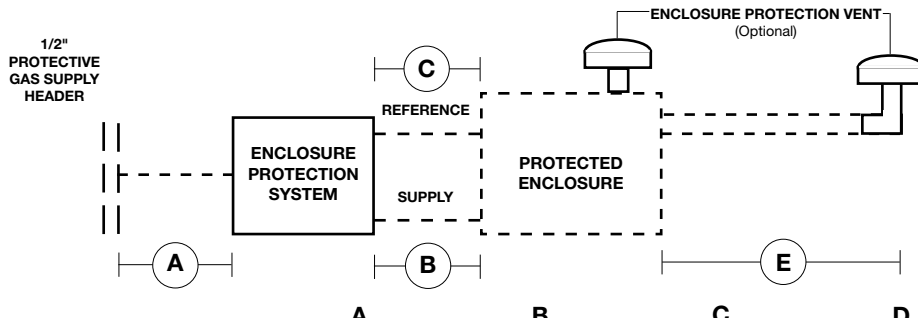 ENCLOSURE PROTECTION VENT
(Optional)
1/2"
PROTECTIVE
GAS SUPPLY
HEADER
C
REFERENCE
ENCLOSURE
PROTECTION
SYSTEM
PROTECTED
ENCLOSURE
SUPPLY
A
B
E
A B C D